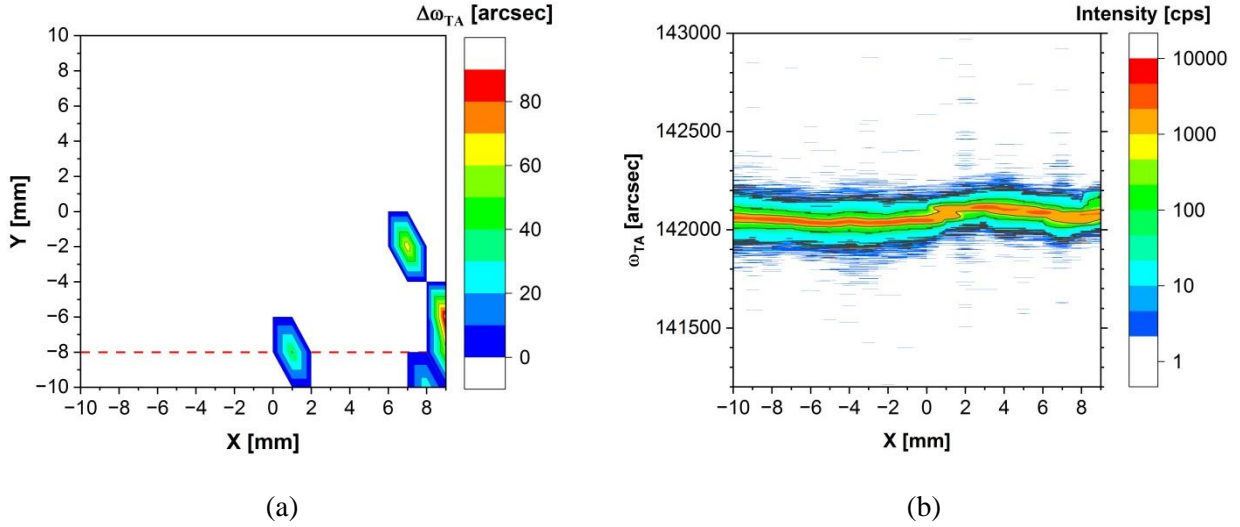 Δω_TA [arcsec]
10
8
6
4
2
0
−2
−4
−6
−8
−10
Y [mm]
−10 −8 −6 −4 −2 0 2 4 6 8
X [mm]
80
60
40
20
0
(a)
Intensity [cps]
143000
142500
142000
141500
ω_TA [arcsec]
−10 −8 −6 −4 −2 0 2 4 6 8
X [mm]
10000
1000
100
10
1
(b)